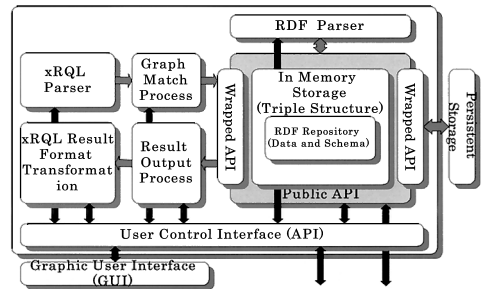 RDF Parser
xRQL
Parser
Graph
Match
Process
Wrapped API
In Memory
Storage
(Triple Structure)
RDF Repository
(Data and Schema)
Wrapped API
Persistent
Storage
xRQL Result
Format
Transformat
ion
Result
Output
Process
Public API
User Control Interface (API)
Graphic User Interface
(GUI)